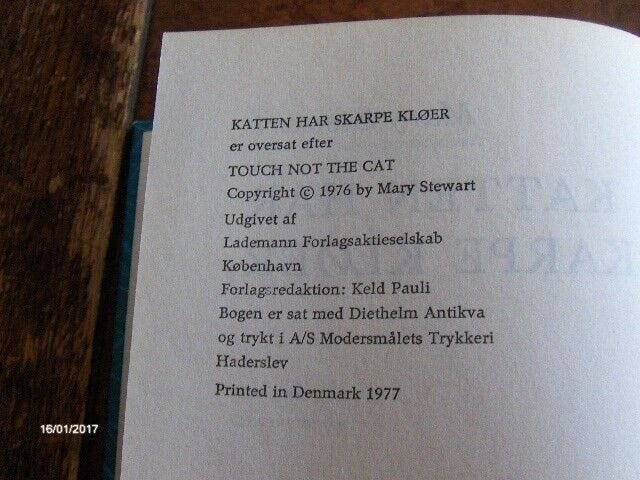 KATTEN HAR SKARPE KLØER
er oversat efter
TOUCH NOT THE CAT
Copyright © 1976 by Mary Stewart
Udgivet af
Lademann Forlagsaktieselskab
København
Forlagsredaktion: Keld Pauli
Bogen er sat med Diethelm Antikva
og trykt i A/S Modersmålets Trykkeri
Haderslev
Printed in Denmark 1977
16/01/2017